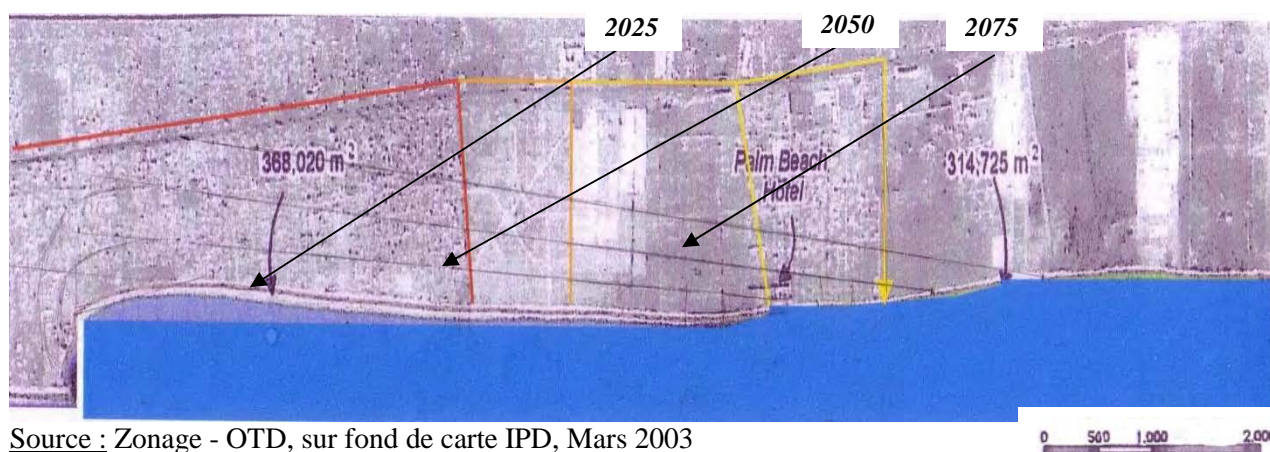 2025 2050 2075
368,020 m²
Palm Beach
Hôtel
314,725 m²
Source : Zonage - OTD, sur fond de carte IPD, Mars 2003
0 500 1,000 2,00